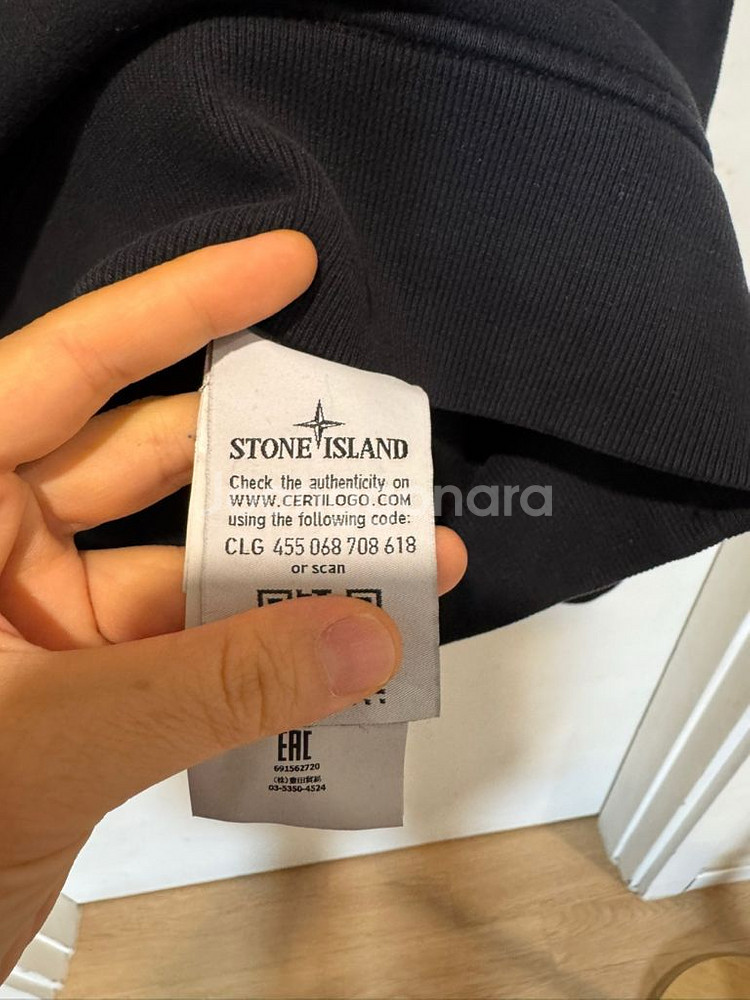 STONE ISLAND
Check the authenticity on
WWW.CERTILOGO.COM
using the following code:
CLG 455 068 708 618
or scan
EAC
691562720
03-5350-4524